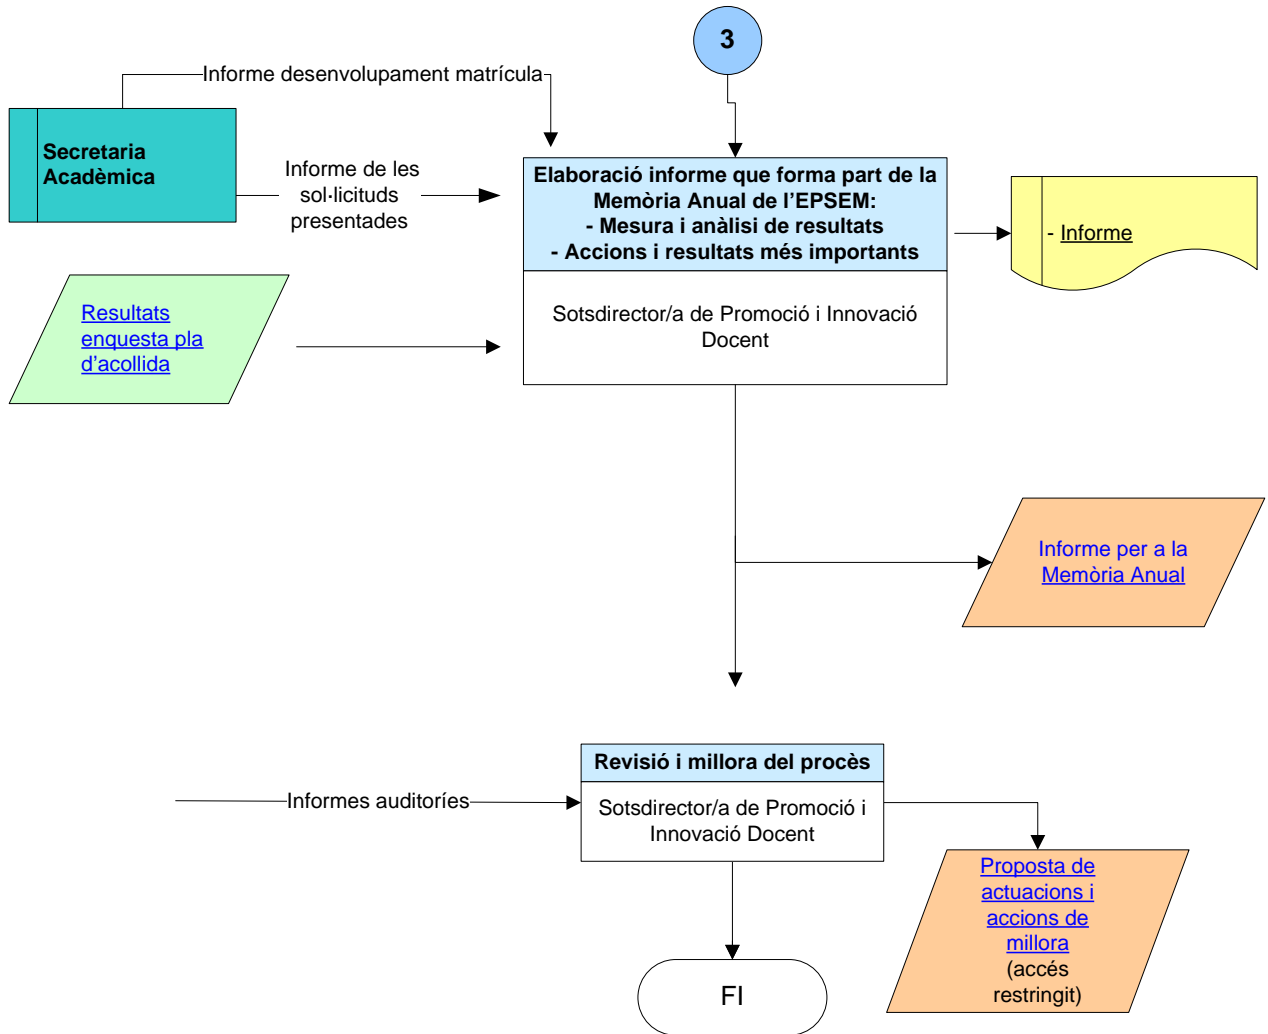 3
Informe desenvolupament matrícula
Secretaria
Acadèmica
Informe de les
sol·licituds
presentades
Elaboració informe que forma part de la
Memòria Anual de l’EPSEM:
- Mesura i anàlisi de resultats
- Accions i resultats més importants
Sotsdirector/a de Promoció i Innovació
Docent
- Informe
Resultats
enquesta pla
d’acollida
Informe per a la
Memòria Anual
Revisió i millora del procès
Sotsdirector/a de Promoció i
Innovació Docent
Informes auditoríes
Proposta de
actuacions i
accions de
millora
(accés
restringit)
FI